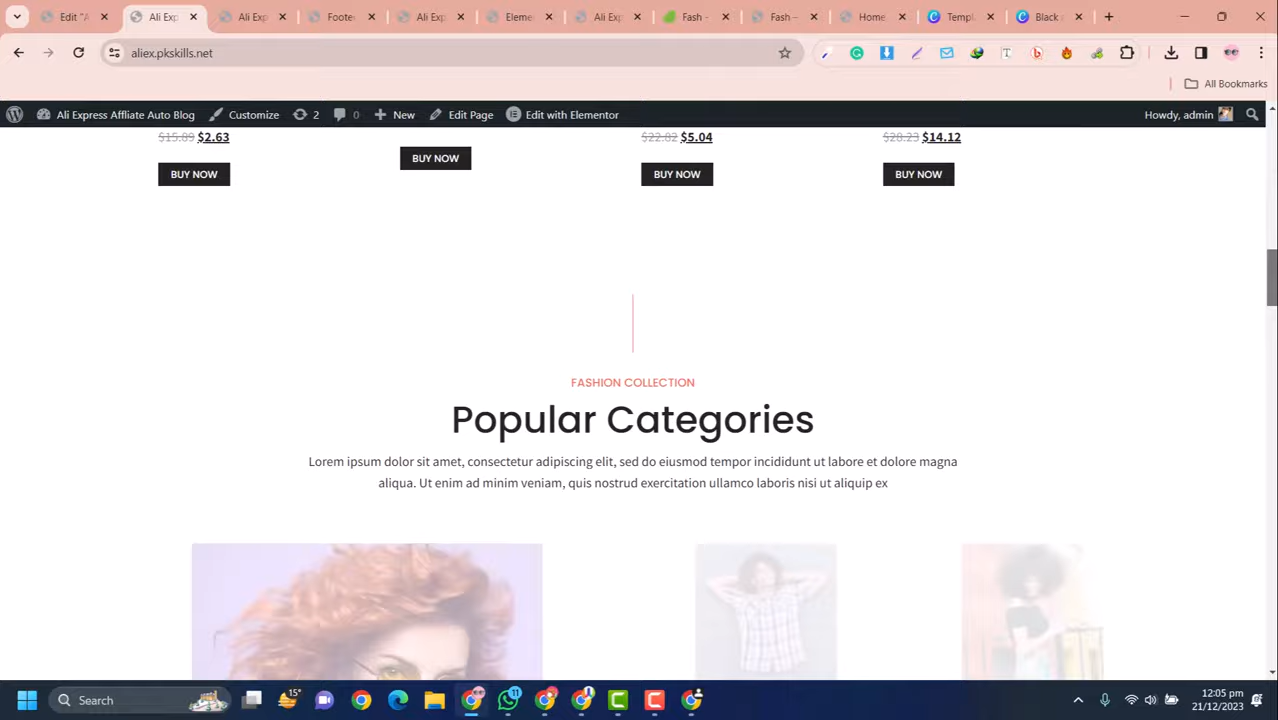 Edit "A
Ali Exp
Ali Exp
Footer
Ali Exp
Eleme
Ali Exp
Fash -
Fash –
Home
Templ
Black
aliex.pkskills.net
All Bookmarks
Ali Express Affliate Auto Blog
Customize
2
0
New
Edit Page
Edit with Elementor
Howdy, admin
$15.89 $2.63
$22.82 $5.04
$28.23 $14.12
BUY NOW
BUY NOW
BUY NOW
BUY NOW
FASHION COLLECTION
Popular Categories
Lorem ipsum dolor sit amet, consectetur adipiscing elit, sed do eiusmod tempor incididunt ut labore et dolore magna
aliqua. Ut enim ad minim veniam, quis nostrud exercitation ullamco laboris nisi ut aliquip ex
Search
15°
11
12:05 pm
21/12/2023